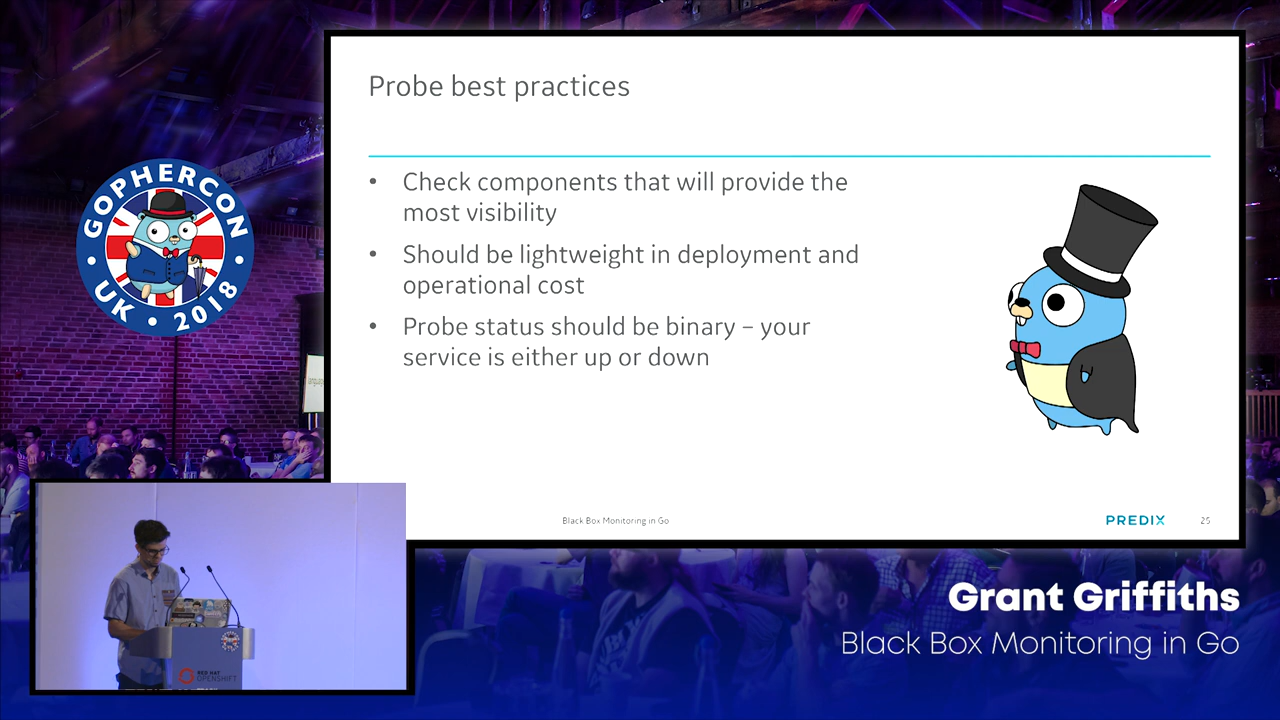 GOPHERCON
UK • 2018
Probe best practices
• Check components that will provide the
most visibility
• Should be lightweight in deployment and
operational cost
• Probe status should be binary – your
service is either up or down
Black Box Monitoring in Go
PREDIX
25
RED HAT
OPENSHIFT
Grant Griffiths
Black Box Monitoring in Go